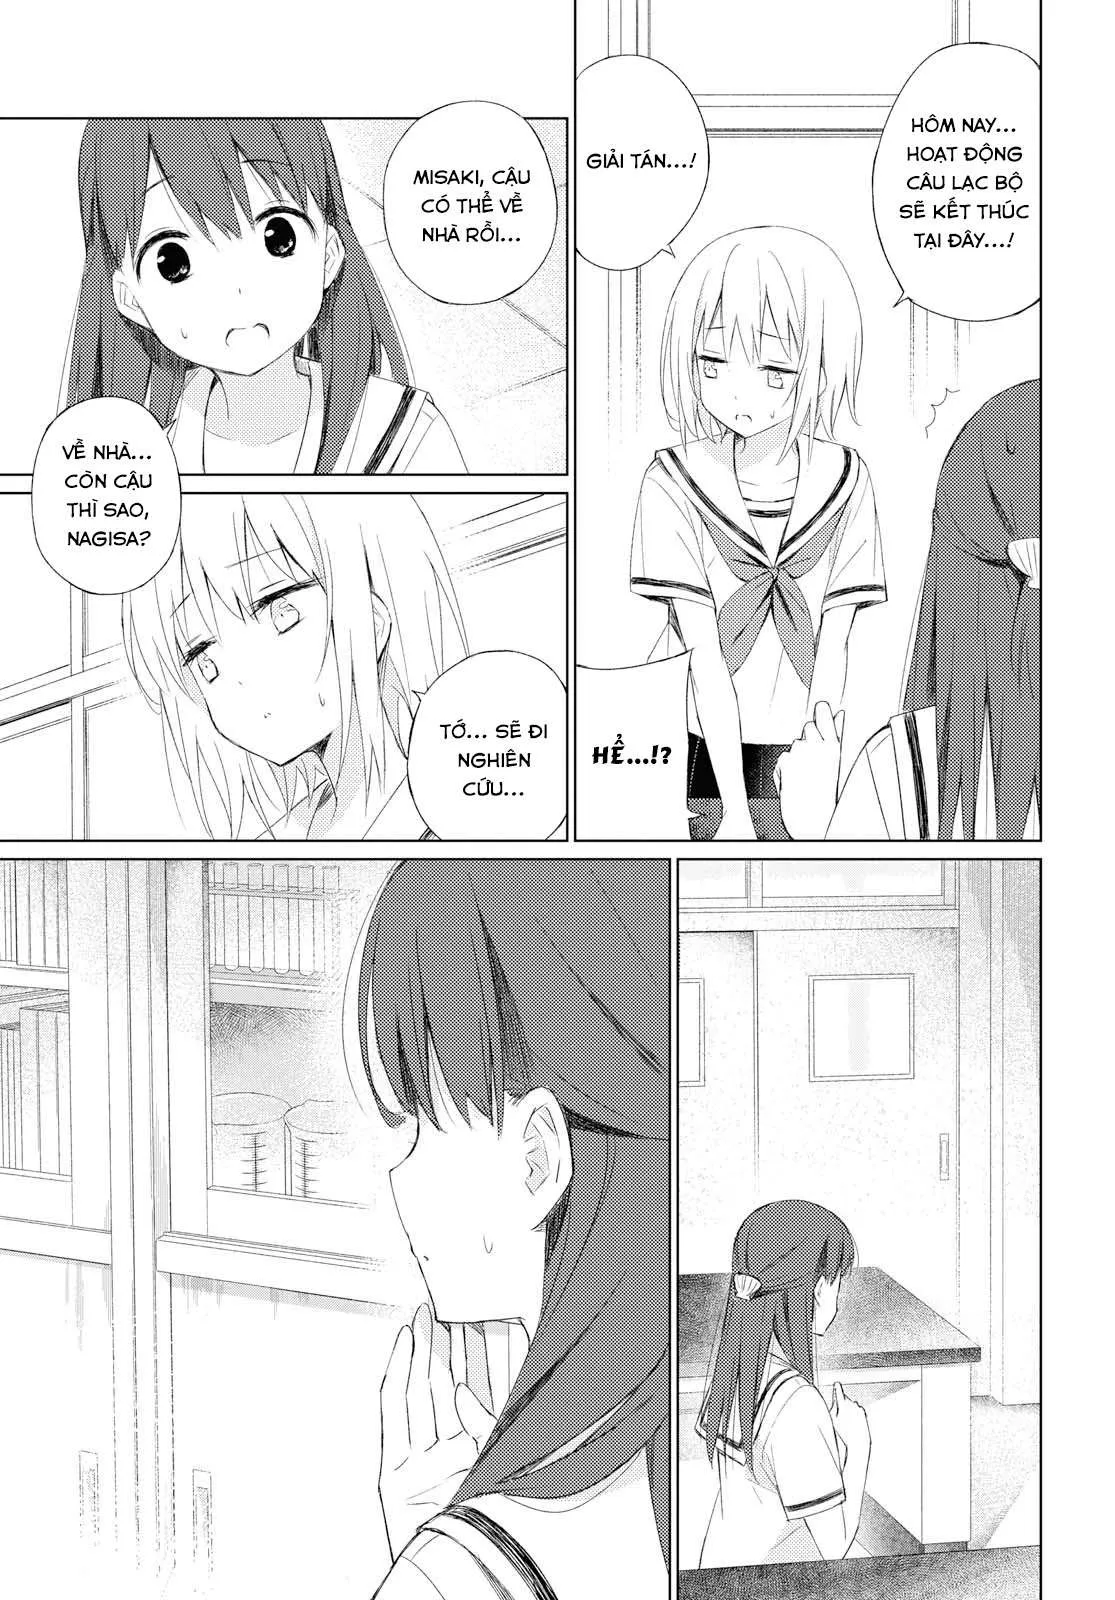 HÔM NAY...
HOẠT ĐỘNG
CÂU LẠC BỘ
SẼ KẾT THÚC
TẠI ĐÂY...!
GIẢI TÁN...!
HỂ...!?
MISAKI, CẬU
CÓ THỂ VỀ
NHÀ RỒI...
VỀ NHÀ...
CÒN CẬU
THÌ SAO,
NAGISA?
TỚ... SẼ ĐI
NGHIÊN
CỨU...